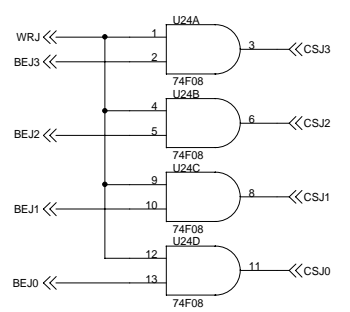 U24A
WRJ 1
3 CSJ3
BEJ3 2
74F08
U24B
4
6 CSJ2
BEJ2 5
74F08
U24C
9
8 CSJ1
BEJ1 10
74F08
U24D
12
11 CSJ0
BEJ0 13
74F08